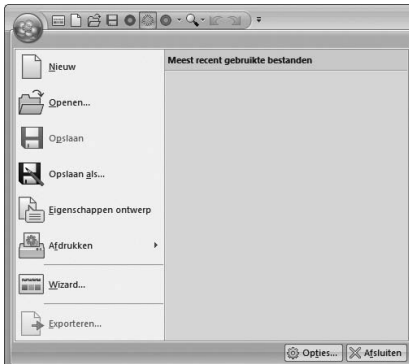 Nieuw
Meest recent gebruikte bestanden
Openen...
Opslaan
Opslaan als...
Eigenschappen ontwerp
Afdrukken
Wizard...
Exporteren...
Opties...
Afsluiten